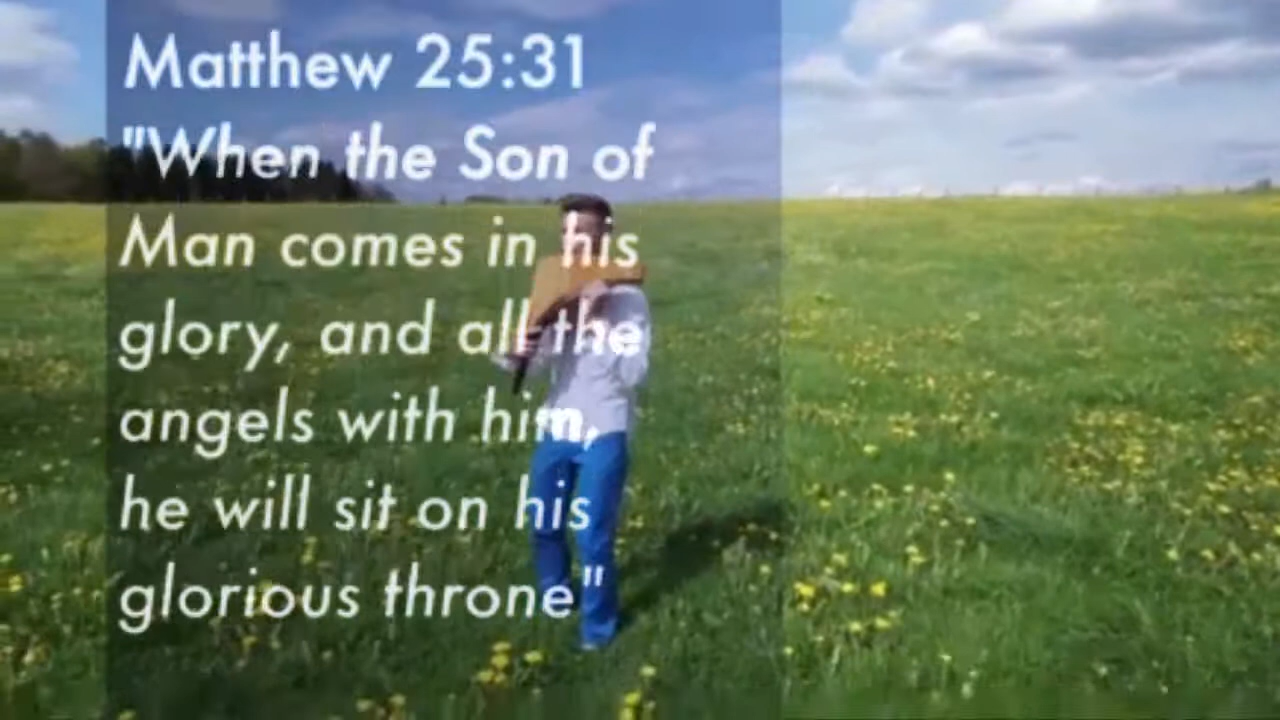 Matthew 25:31
"When the Son of
Man comes in his
glory, and all the
angels with him,
he will sit on his
glorious throne"